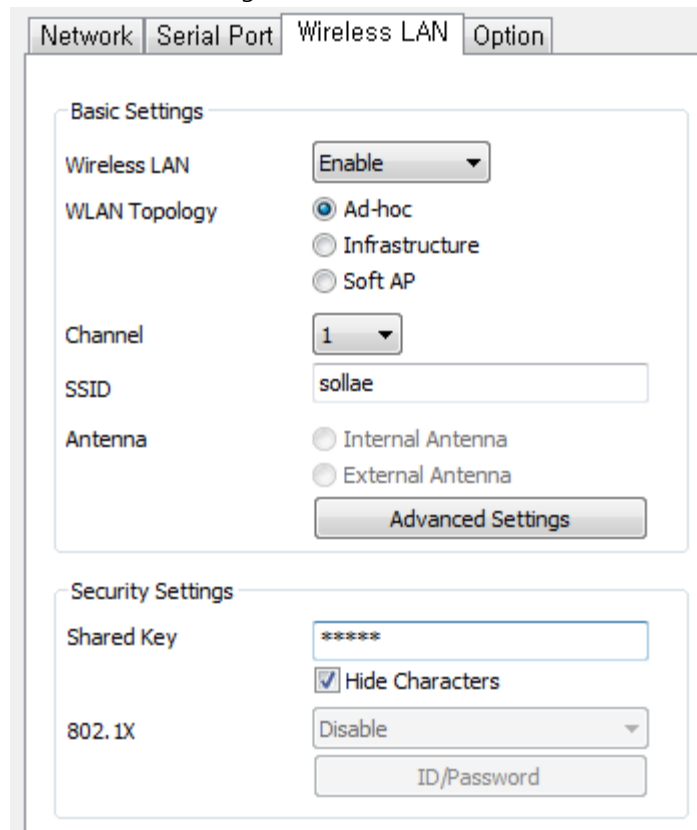 Network Serial Port Wireless LAN Option
Basic Settings
Wireless LAN Enable
WLAN Topology Ad-hoc
Infrastructure
Soft AP
Channel 1
SSID sollae
Antenna Internal Antenna
External Antenna
Advanced Settings
Security Settings
Shared Key *****
Hide Characters
802.1X Disable
ID/Password